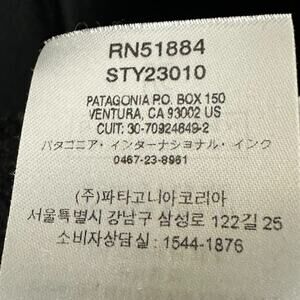 RN51884
STY23010
PATAGONIA P.O. BOX 150
VENTURA, CA 93002 US
CUIT: 30-70924649-2
パタゴニア・インターナショナル・インク
0467-23-8961
(주)파타고니아코리아
서울특별시 강남구 삼성로 122길 25
소비자상담실 : 1544-1876